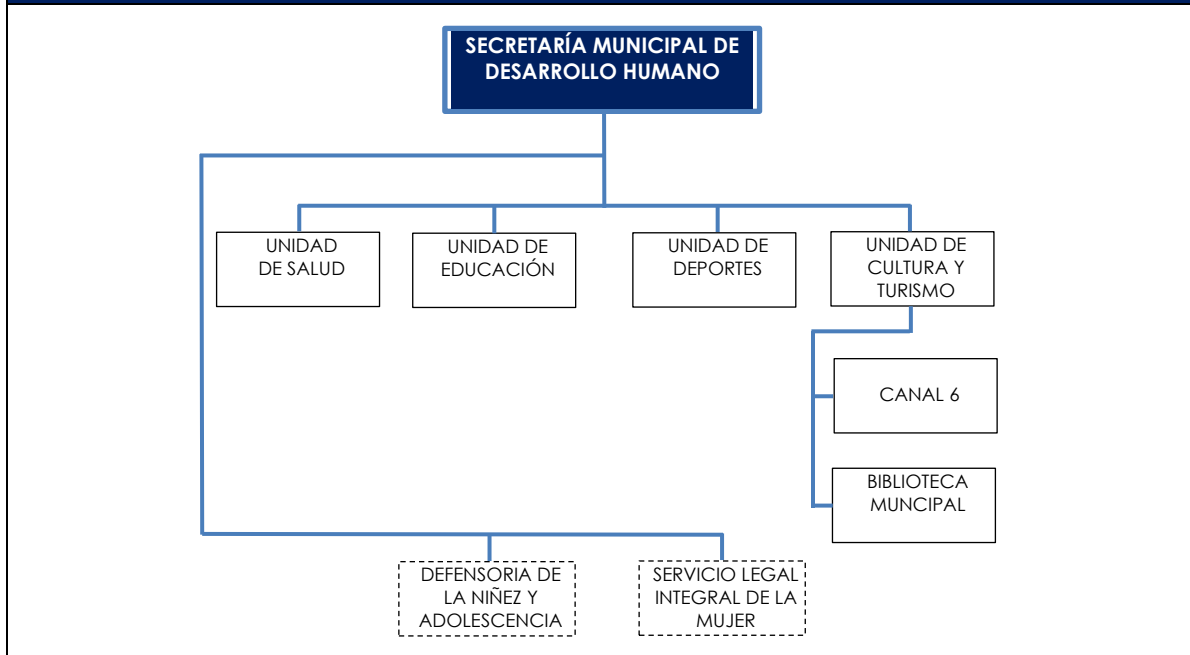 SECRETARÍA MUNICIPAL DE
DESARROLLO HUMANO
UNIDAD
DE SALUD
UNIDAD DE
EDUCACIÓN
UNIDAD DE
DEPORTES
UNIDAD DE
CULTURA Y
TURISMO
CANAL 6
BIBLIOTECA
MUNCIPAL
DEFENSORIA DE
LA NIÑEZ Y
ADOLESCENCIA
SERVICIO LEGAL
INTEGRAL DE LA
MUJER